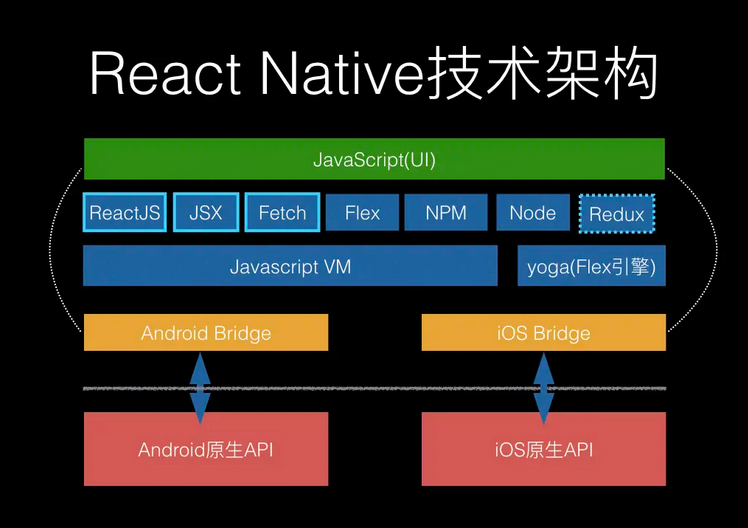 React Native技术架构
JavaScript(UI)
ReactJS
JSX
Fetch
Flex
NPM
Node
Redux
Javascript VM
yoga(Flex引擎)
Android Bridge
iOS Bridge
Android原生API
iOS原生API